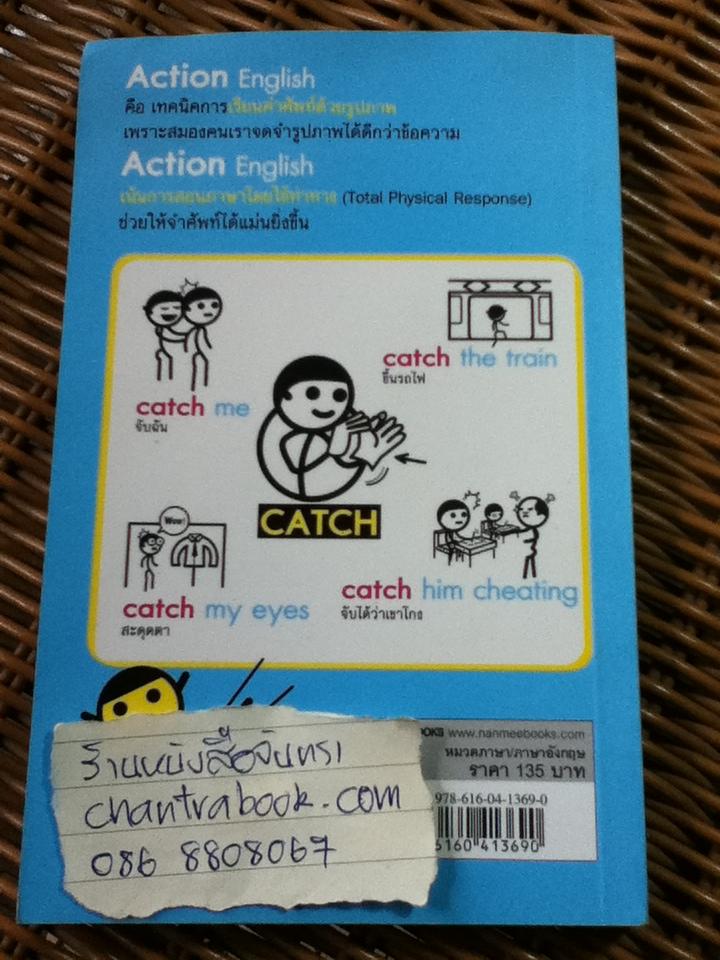 Action English
คือ เทคนิคการเรียนคำศัพท์ด้วยรูปภาพ
เพราะสมองคนเราจดจำรูปภาพได้ดีกว่าข้อความ
Action English
เน้นการสอนภาษาโดยใช้ท่าทาง (Total Physical Response)
ช่วยให้จำศัพท์ได้แม่นยิ่งขึ้น
catch the train
ขึ้นรถไฟ
catch me
จับฉัน
CATCH
Wow!
catch him cheating
จับได้ว่าเขาโกง
catch my eyes
สะดุดตา
OKS www.nanmeebooks.com
หมวดภาษา/ภาษาอังกฤษ
ราคา 135 บาท
978-616-04-1369-0
6160 413690
ร้านหนังสือจันทรา
chantrabook.com
086 8808067